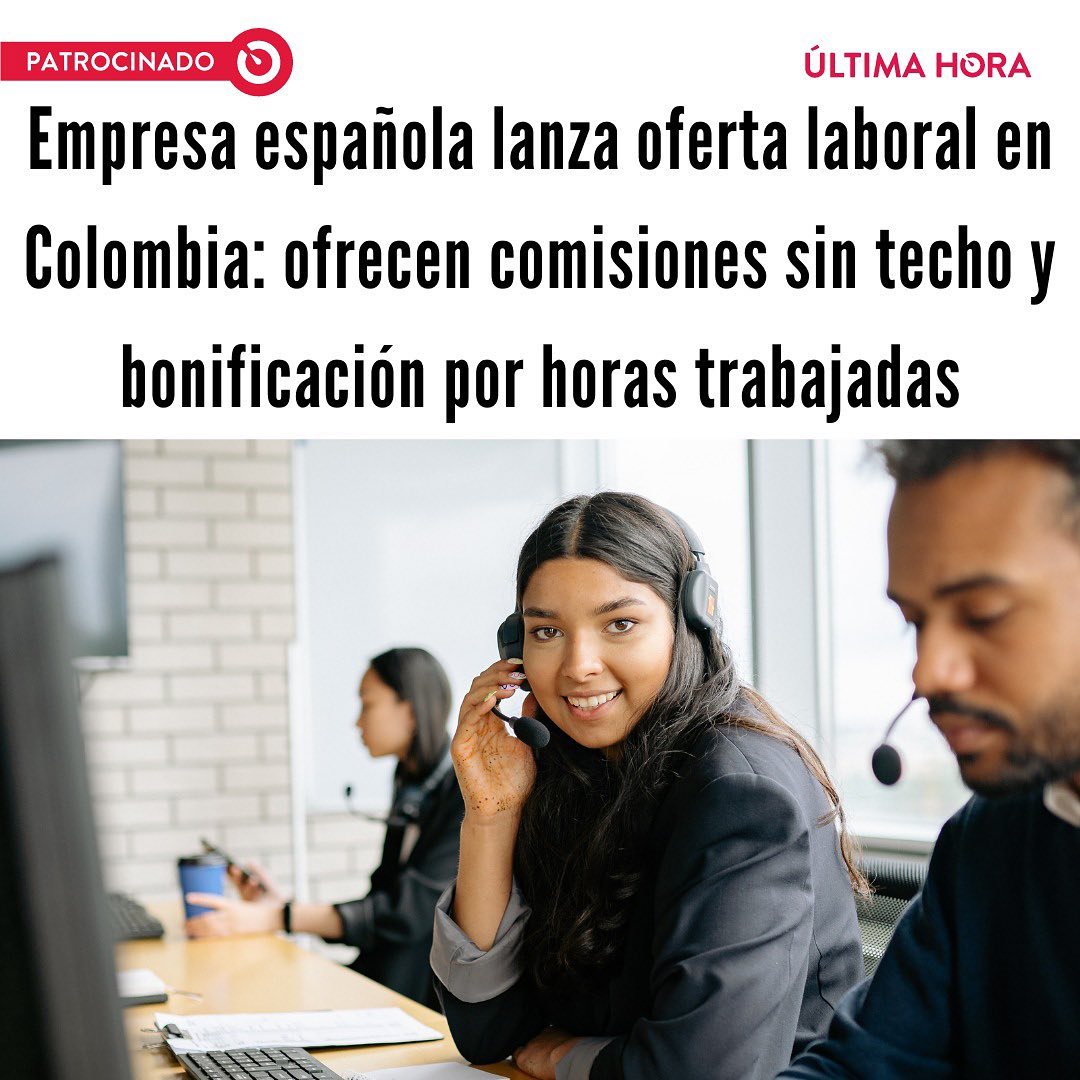 PATROCINADO
ÚLTIMA HORA
Empresa española lanza oferta laboral en
Colombia: ofrecen comisiones sin techo y
bonificación por horas trabajadas